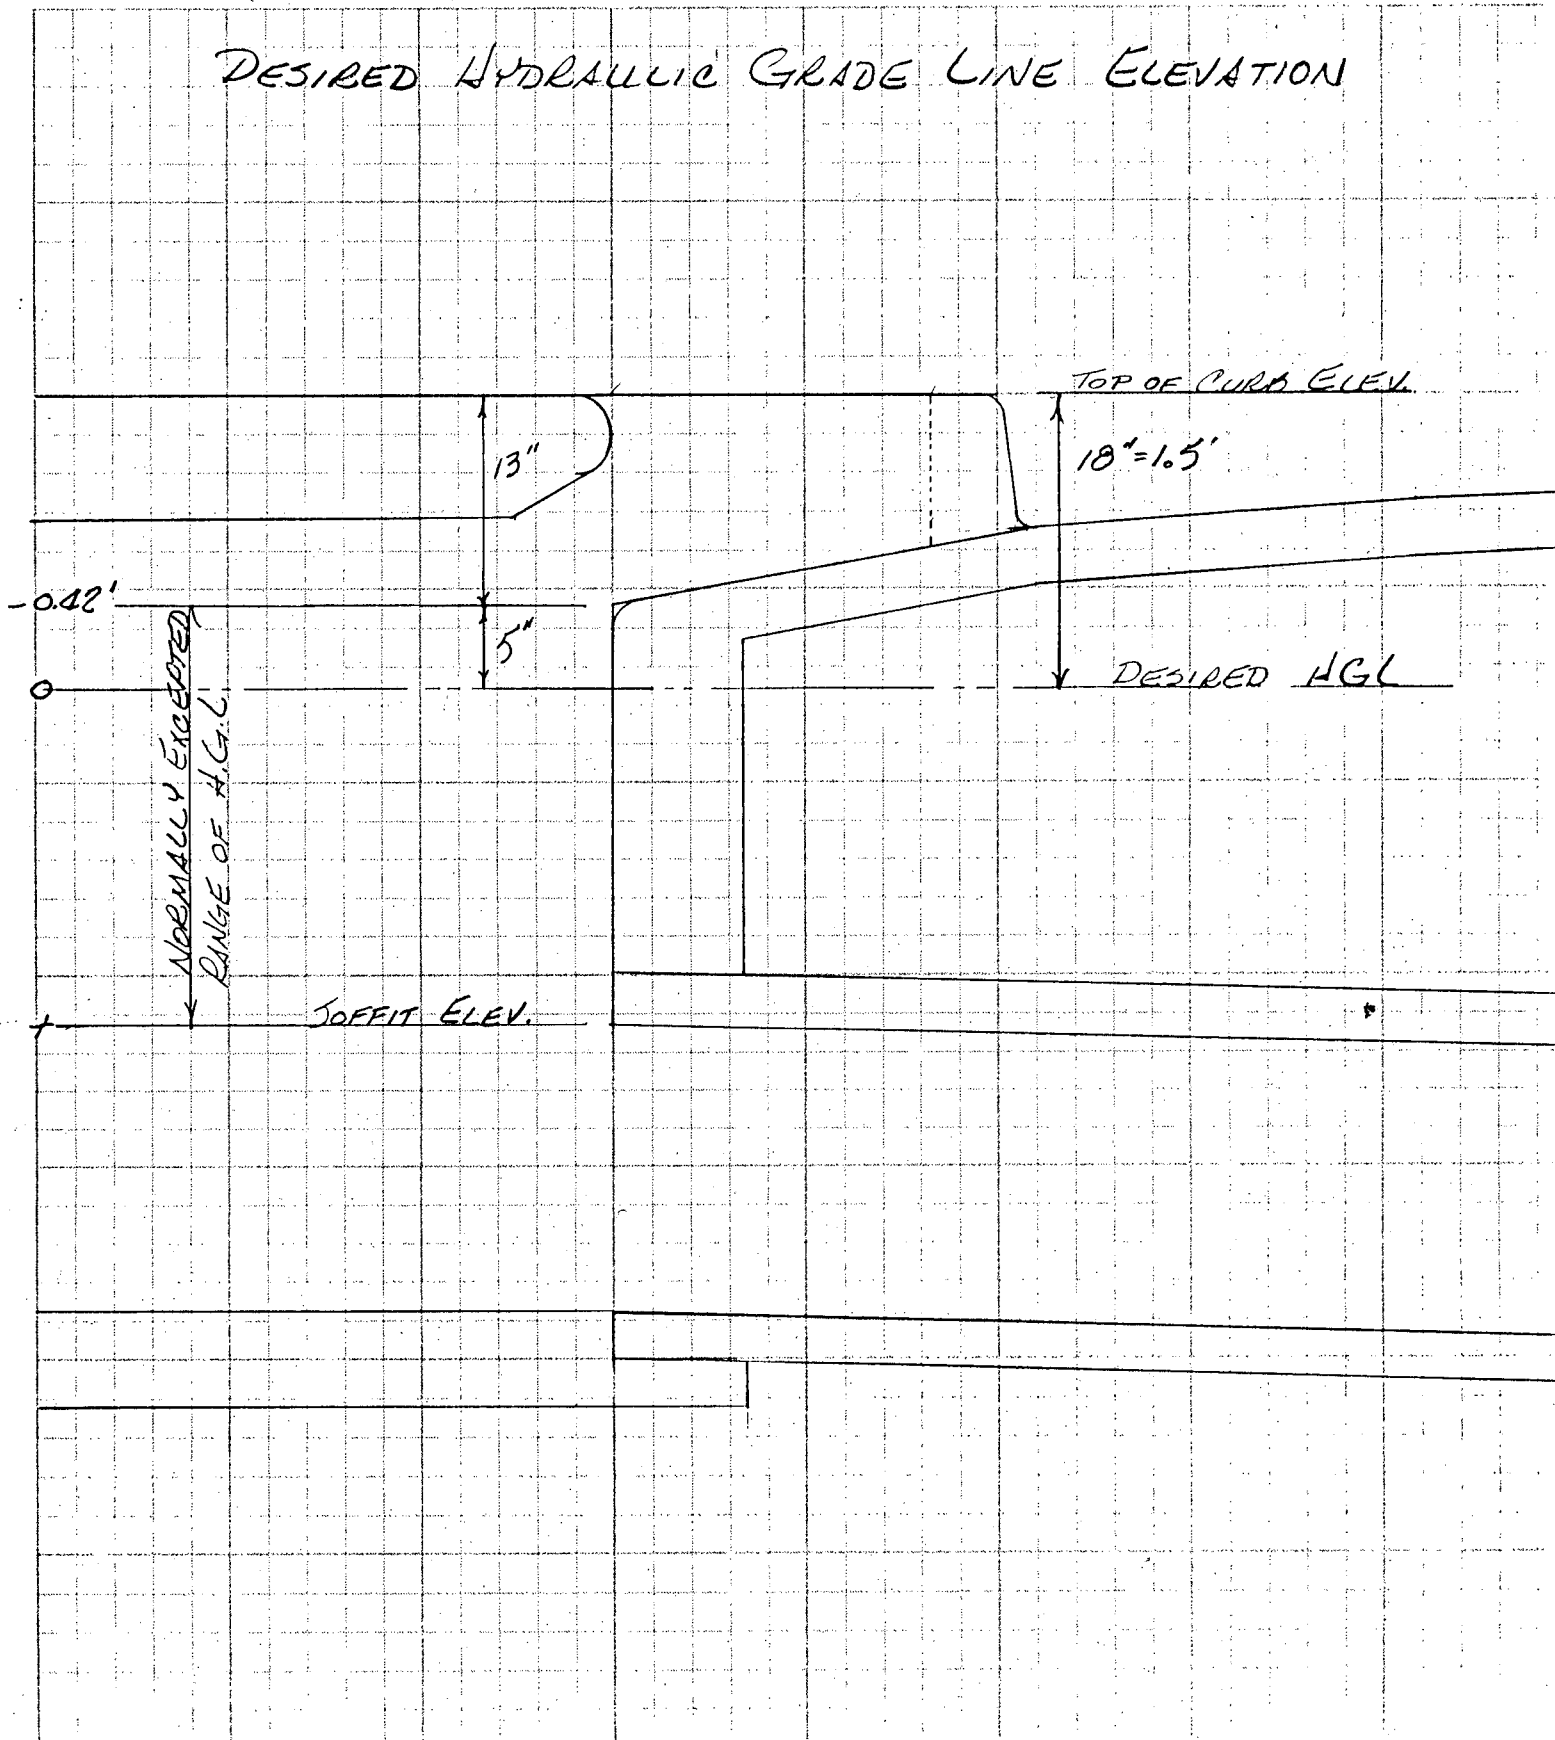 DESIRED HYDRAULIC GRADE LINE ELEVATION
TOP OF CURB ELEV.
13"
18"=1.5'
-0.42'
5"
0
DESIRED HGL
NORMALLY EXCEPTED
RANGE OF H.G.L.
SOFFIT ELEV.
+